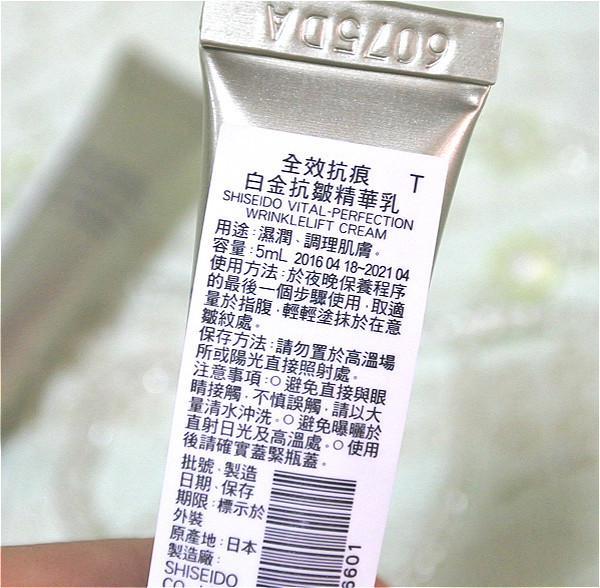 6075DA
全效抗痕 T
白金抗皺精華乳
SHISEIDO VITAL-PERFECTION
WRINKLELIFT CREAM
用途:濕潤、調理肌膚。
容量:5mL 2016 04 18~2021 04
使用方法:於夜晚保養程序
的最後一個步驟使用,取適
量於指腹,輕輕塗抹於在意
皺紋處。
保存方法:請勿置於高溫場
所或陽光直接照射處。
注意事項:○避免直接與眼
睛接觸,不慎誤觸,請以大
量清水沖洗。○避免曝曬於
直射日光及高溫處。○使用
後請確實蓋緊瓶蓋。
批號、製造
日期、保存
期限:標示於
外裝
原產地:日本
製造廠:
SHISEIDO
CO.
6601